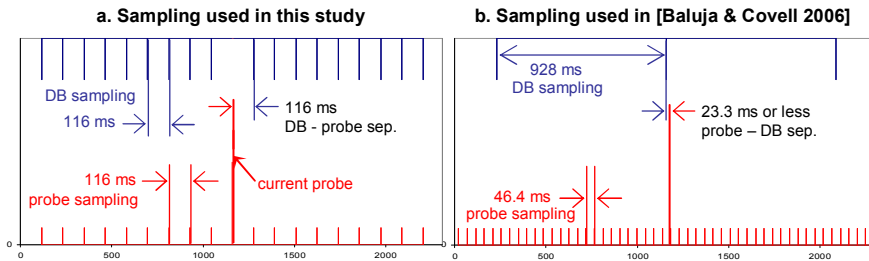 a. Sampling used in this study
DB sampling
116 ms
116 ms
DB - probe sep.
116 ms
probe sampling
current probe
0
0
500
1000
1500
2000
b. Sampling used in [Baluja & Covell 2006]
928 ms
DB sampling
23.3 ms or less
probe – DB sep.
46.4 ms
probe sampling
0
0
500
1000
1500
2000